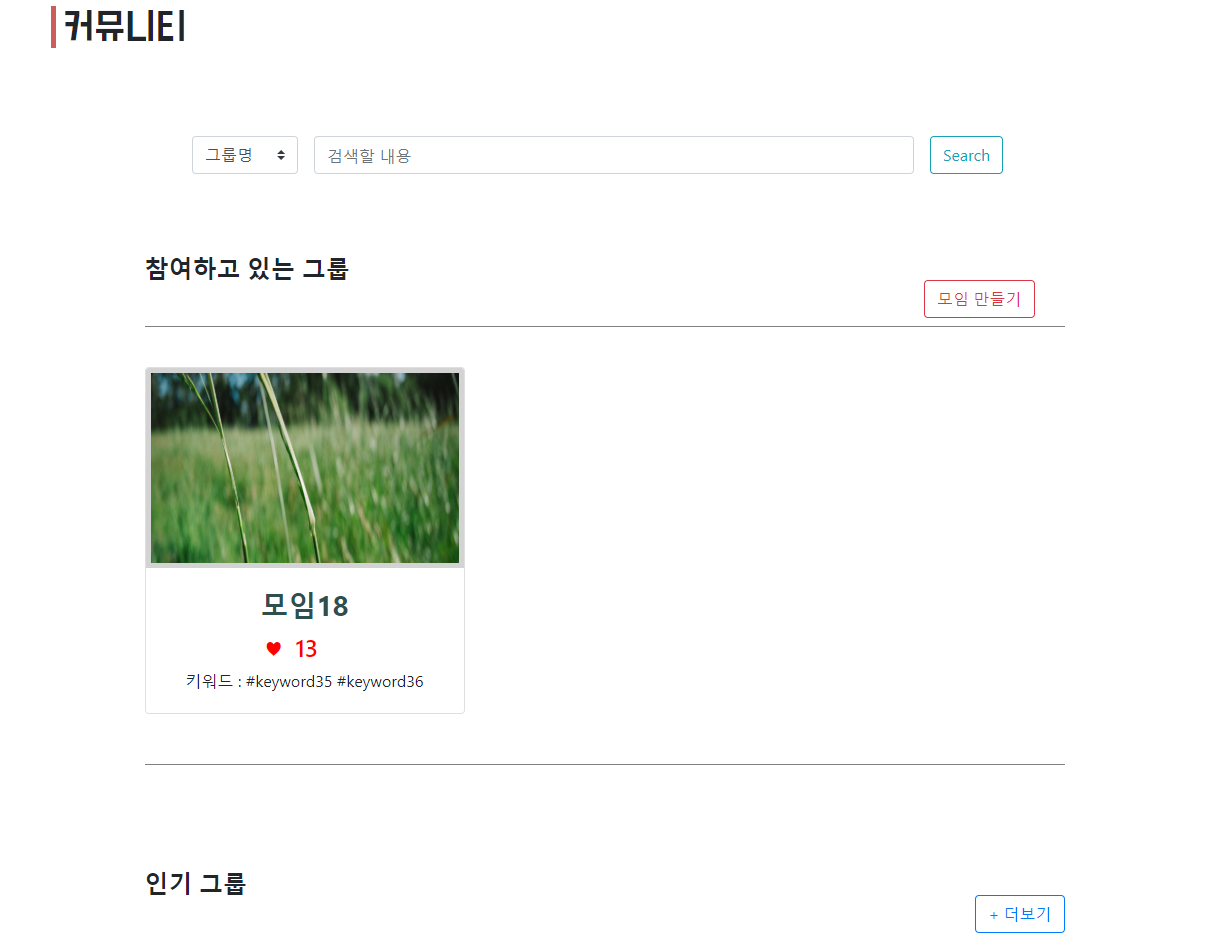 커뮤니티
그룹명 검색할 내용 Search
참여하고 있는 그룹
모임 만들기
모임18
13
키워드 : #keyword35 #keyword36
인기 그룹
+ 더보기